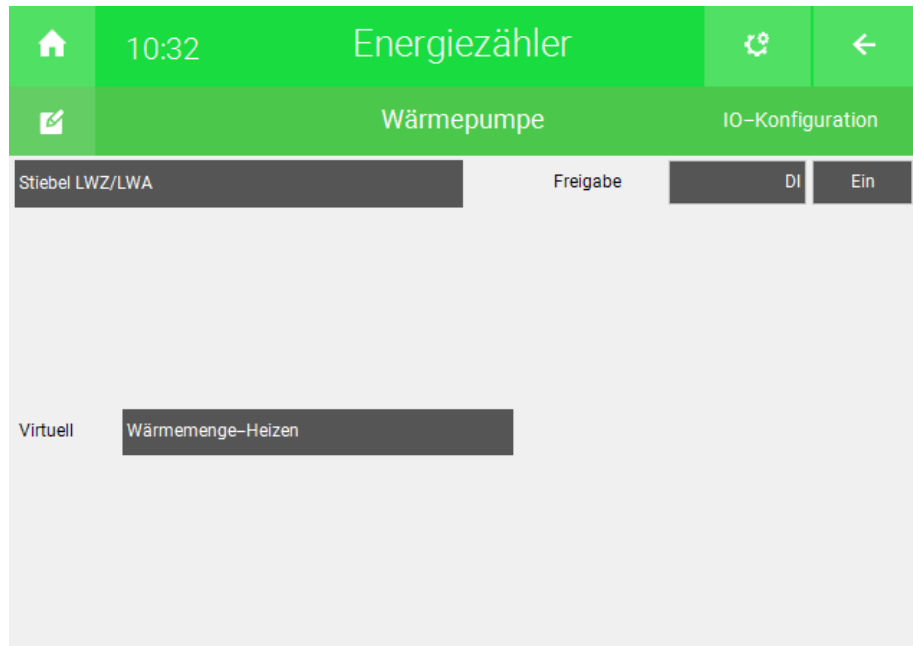 10:32 Energiezähler
Wärmepumpe IO-Konfiguration
Stiebel LWZ/LWA Freigabe DI Ein
Virtuell Wärmemenge-Heizen